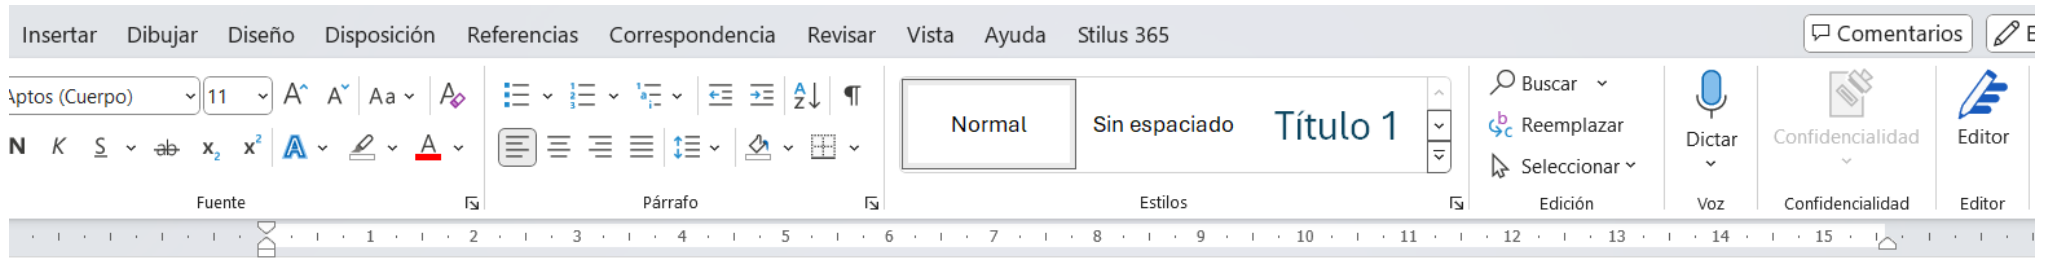 Insertar Dibujar Diseño Disposición Referencias Correspondencia Revisar Vista Ayuda Stilus 365 Comentarios
Aptos (Cuerpo) 11 A A Aa A A Z ¶ Normal Sin espaciado Título 1 Buscar Reemplazar Seleccionar Dictar Confidencialidad Editor
N K S ab x₂ x² A A
Fuente Párrafo Estilos Edición Voz Confidencialidad Editor
1 2 3 4 5 6 7 8 9 10 11 12 13 14 15